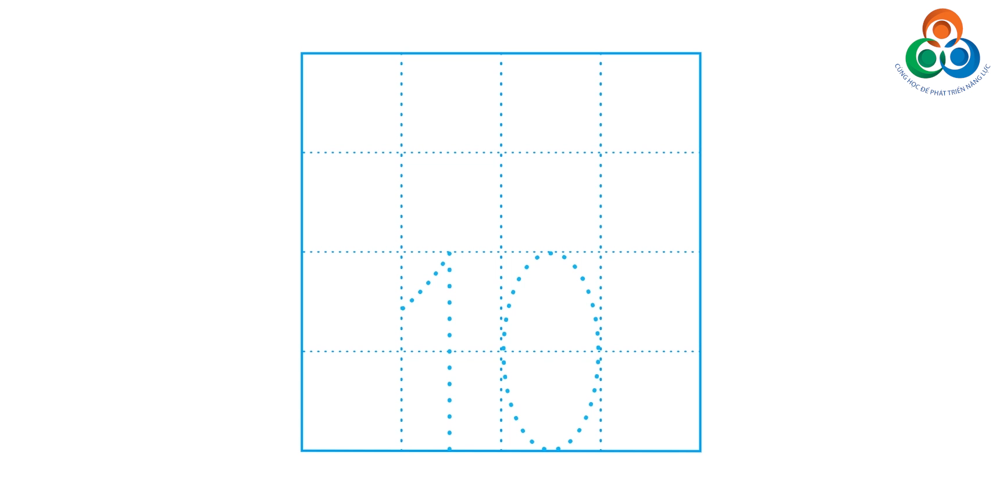 CÙNG HỌC ĐỂ PHÁT TRIỂN NĂNG LỰC
10